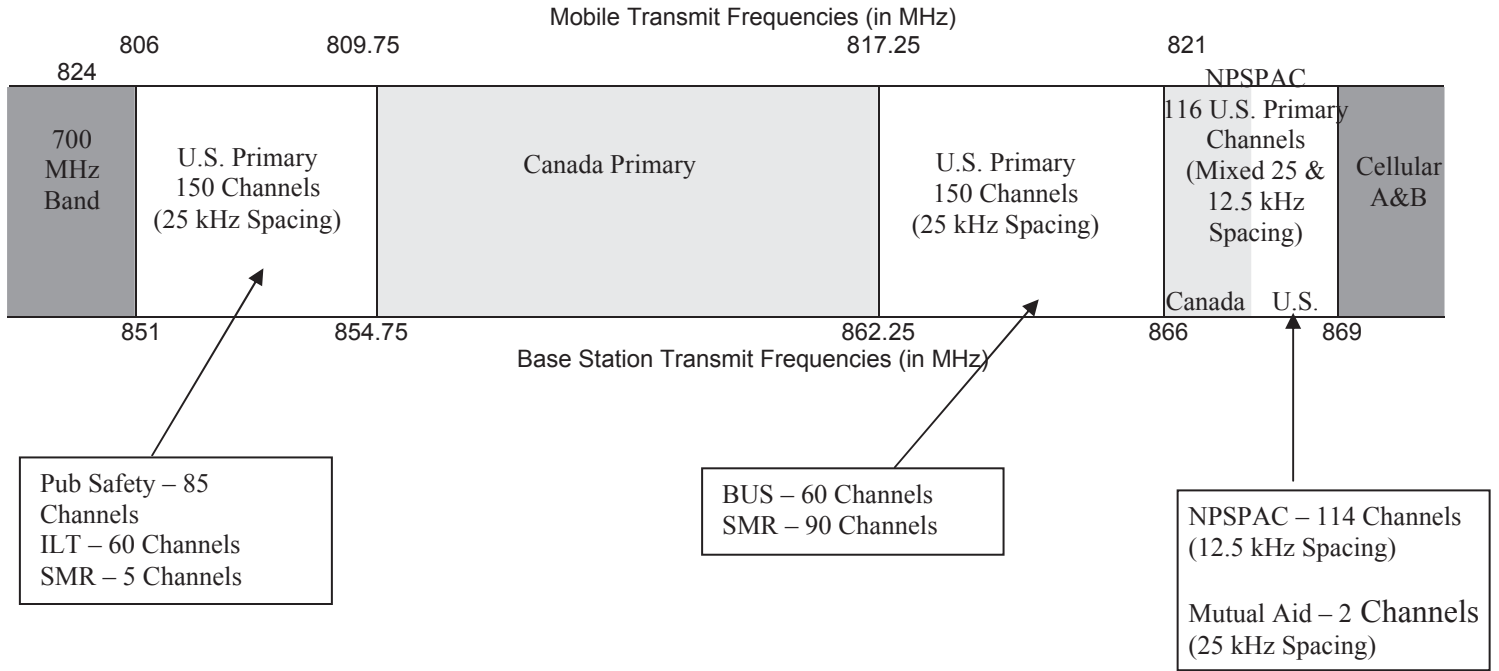 Mobile Transmit Frequencies (in MHz)
806 809.75 817.25 821
824
700
MHz
Band
U.S. Primary
150 Channels
(25 kHz Spacing)
Canada Primary
U.S. Primary
150 Channels
(25 kHz Spacing)
NPSPAC
116 U.S. Primary
Channels
(Mixed 25 &
12.5 kHz
Spacing)
Canada U.S.
Cellular
A&B
851 854.75 862.25 866 869
Base Station Transmit Frequencies (in MHz)
Pub Safety – 85
Channels
ILT – 60 Channels
SMR – 5 Channels
BUS – 60 Channels
SMR – 90 Channels
NPSPAC – 114 Channels
(12.5 kHz Spacing)
Mutual Aid – 2 Channels
(25 kHz Spacing)